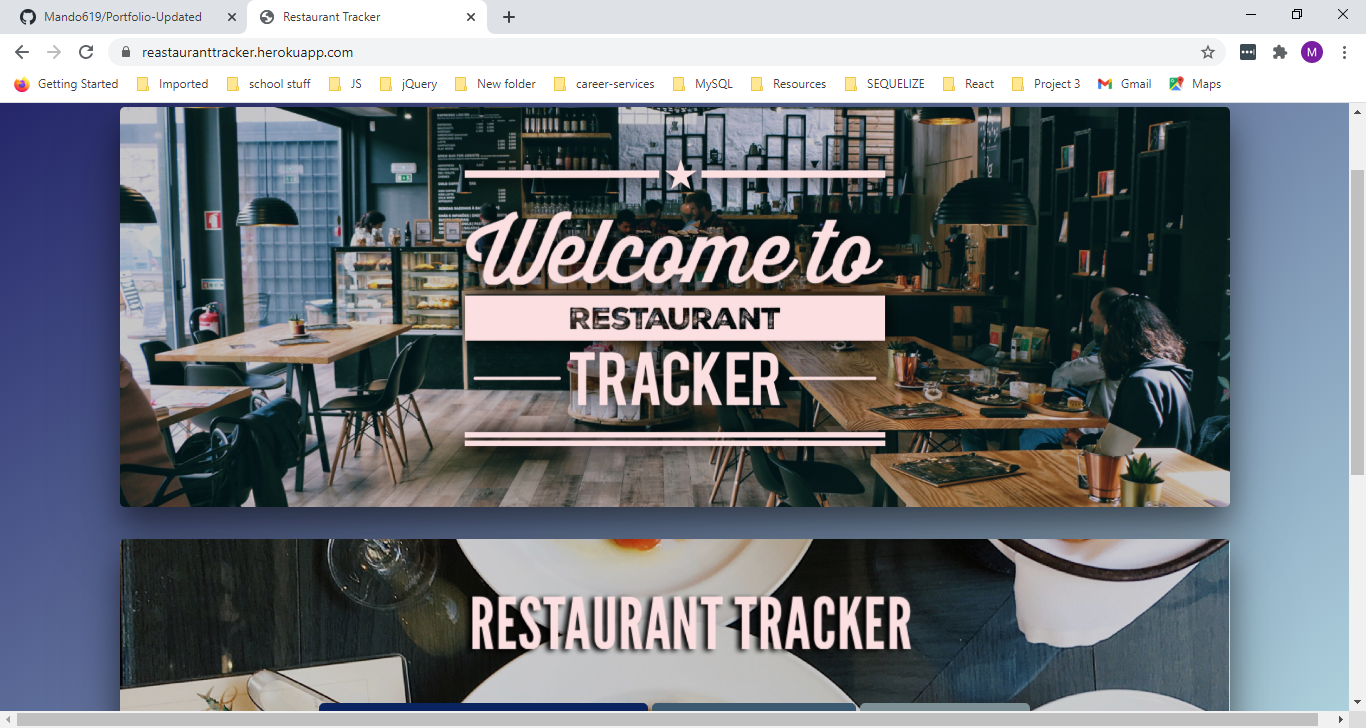 Mando619/Portfolio-Updated
Restaurant Tracker
reastauranttracker.herokuapp.com
M
Getting Started
Imported
school stuff
JS
jQuery
New folder
career-services
MySQL
Resources
SEQUELIZE
React
Project 3
Gmail
Maps
Welcome to
RESTAURANT
TRACKER
RESTAURANT TRACKER